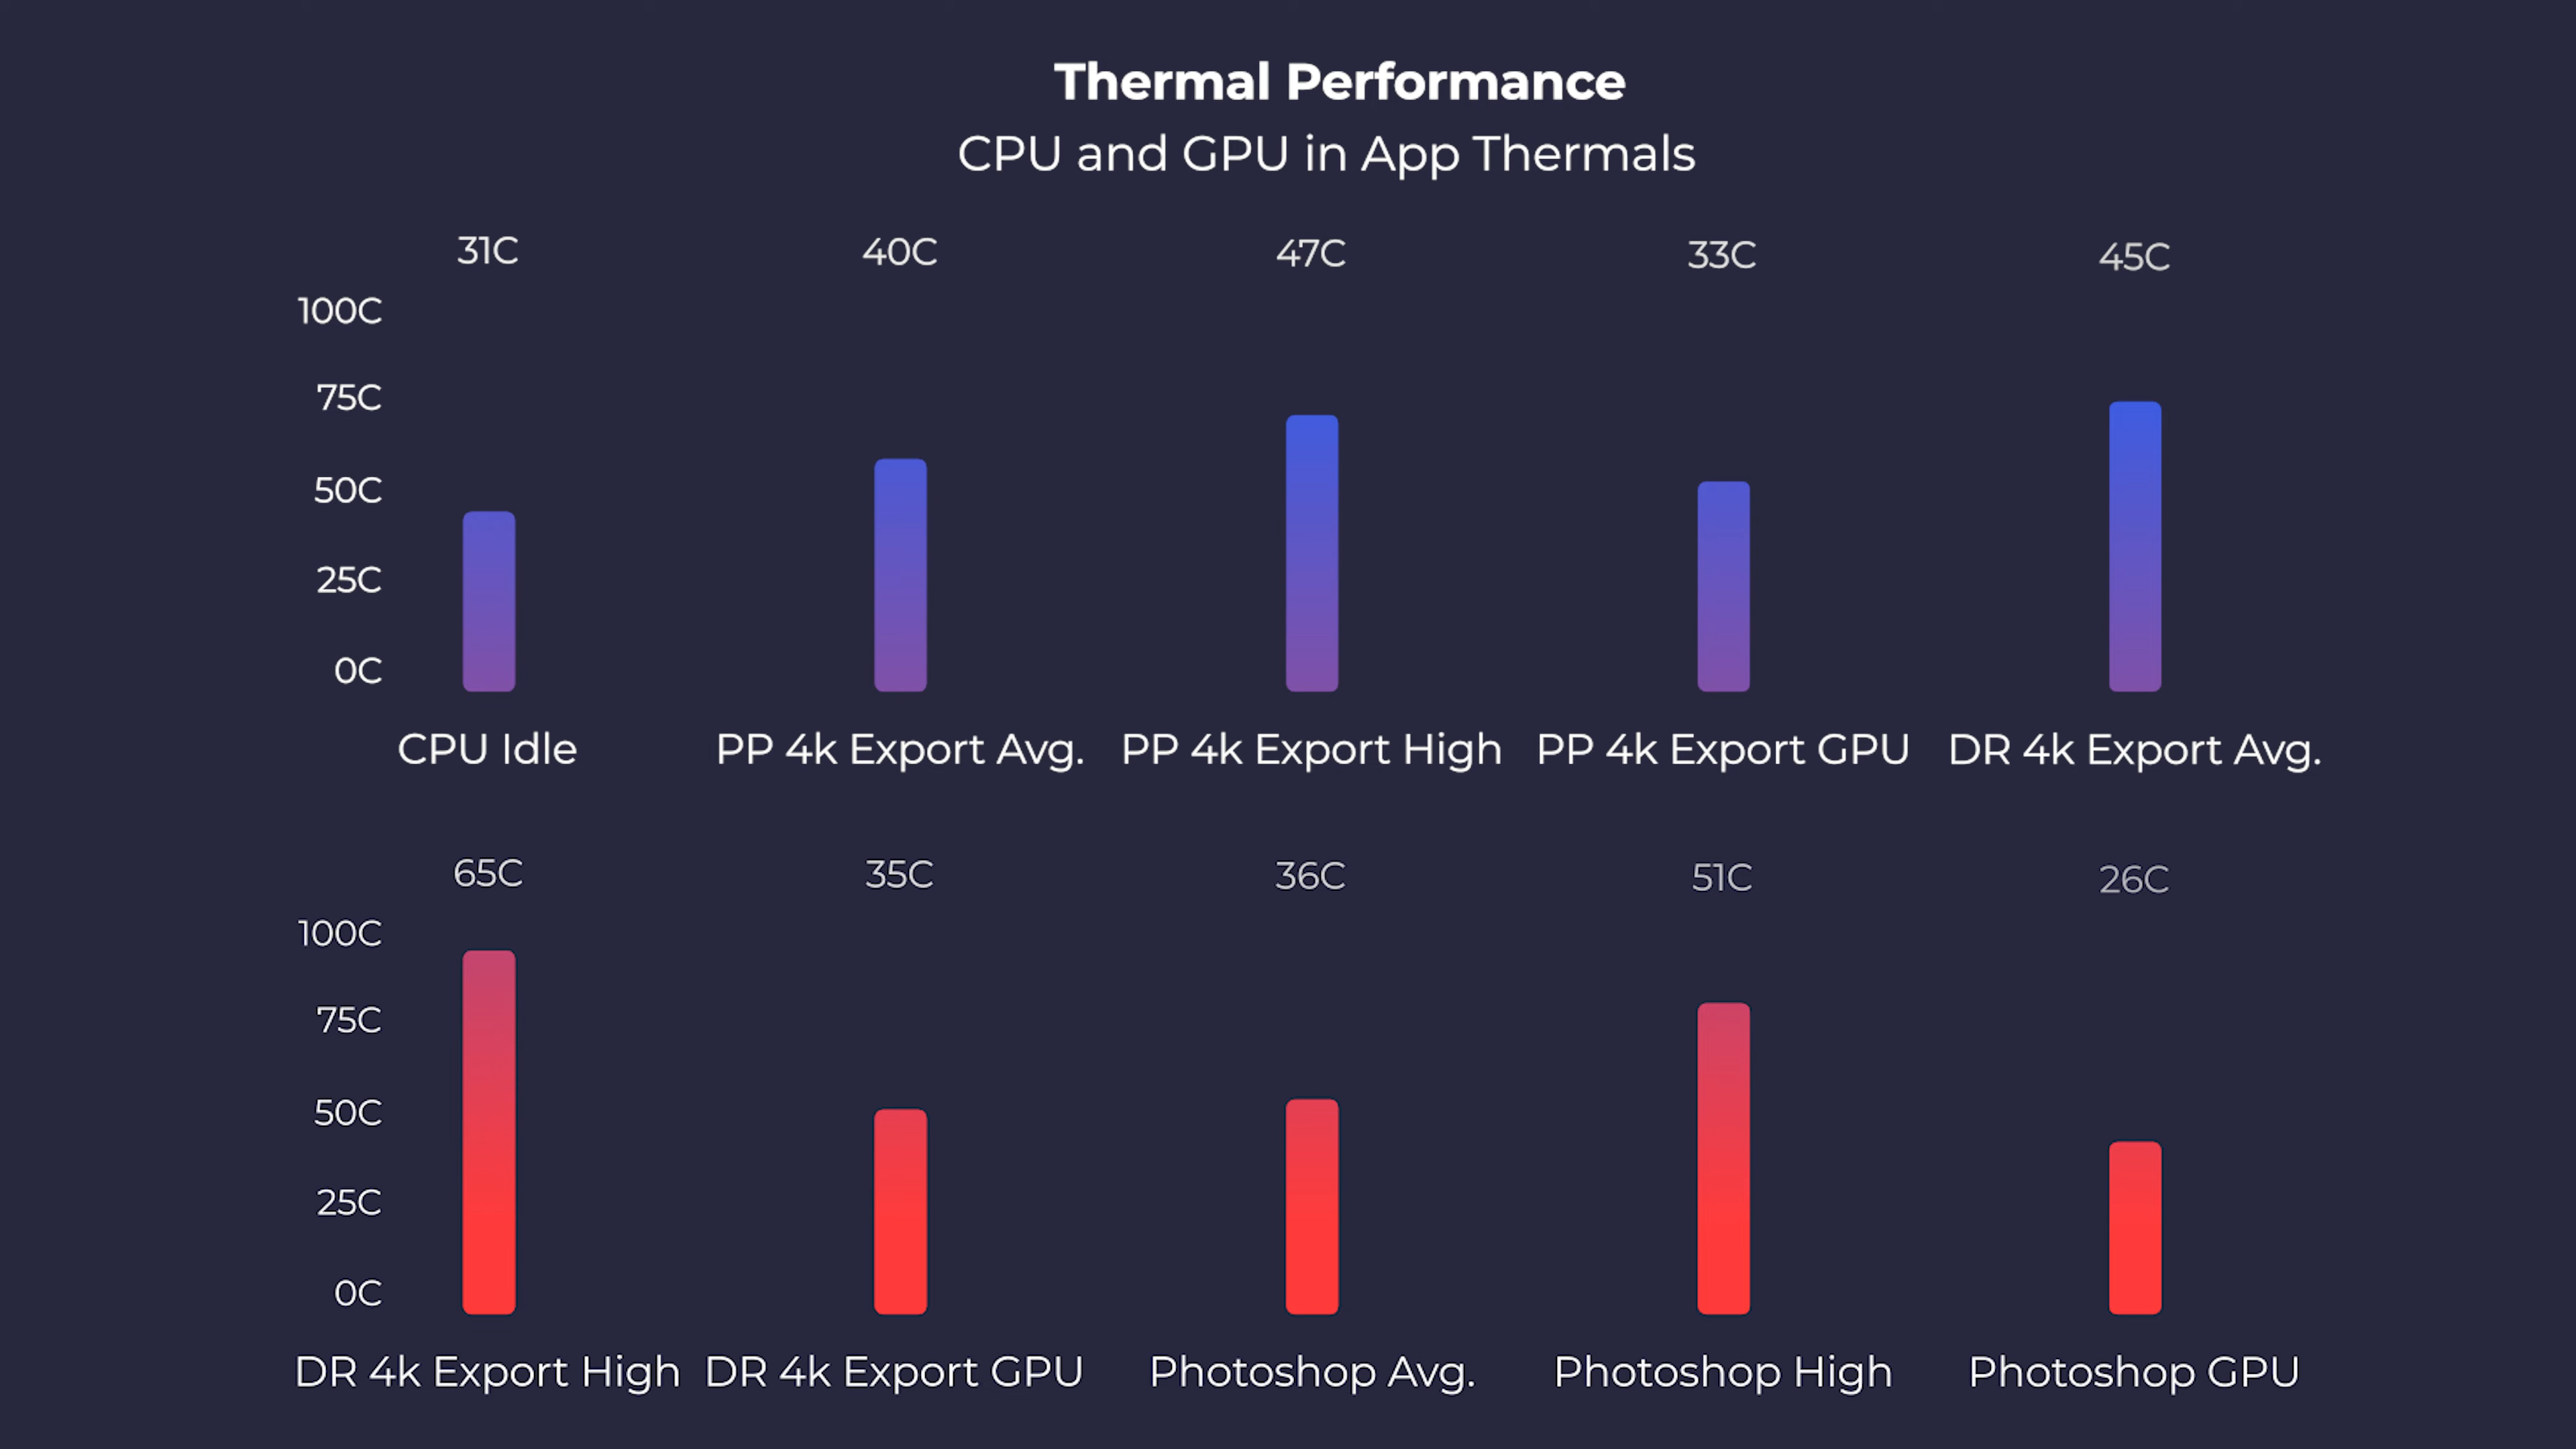 Thermal Performance
CPU and GPU in App Thermals
31C 40C 47C 33C 45C
100C
75C
50C
25C
0C
CPU Idle PP 4k Export Avg. PP 4k Export High PP 4k Export GPU DR 4k Export Avg.
65C 35C 36C 51C 26C
100C
75C
50C
25C
0C
DR 4k Export High DR 4k Export GPU Photoshop Avg. Photoshop High Photoshop GPU